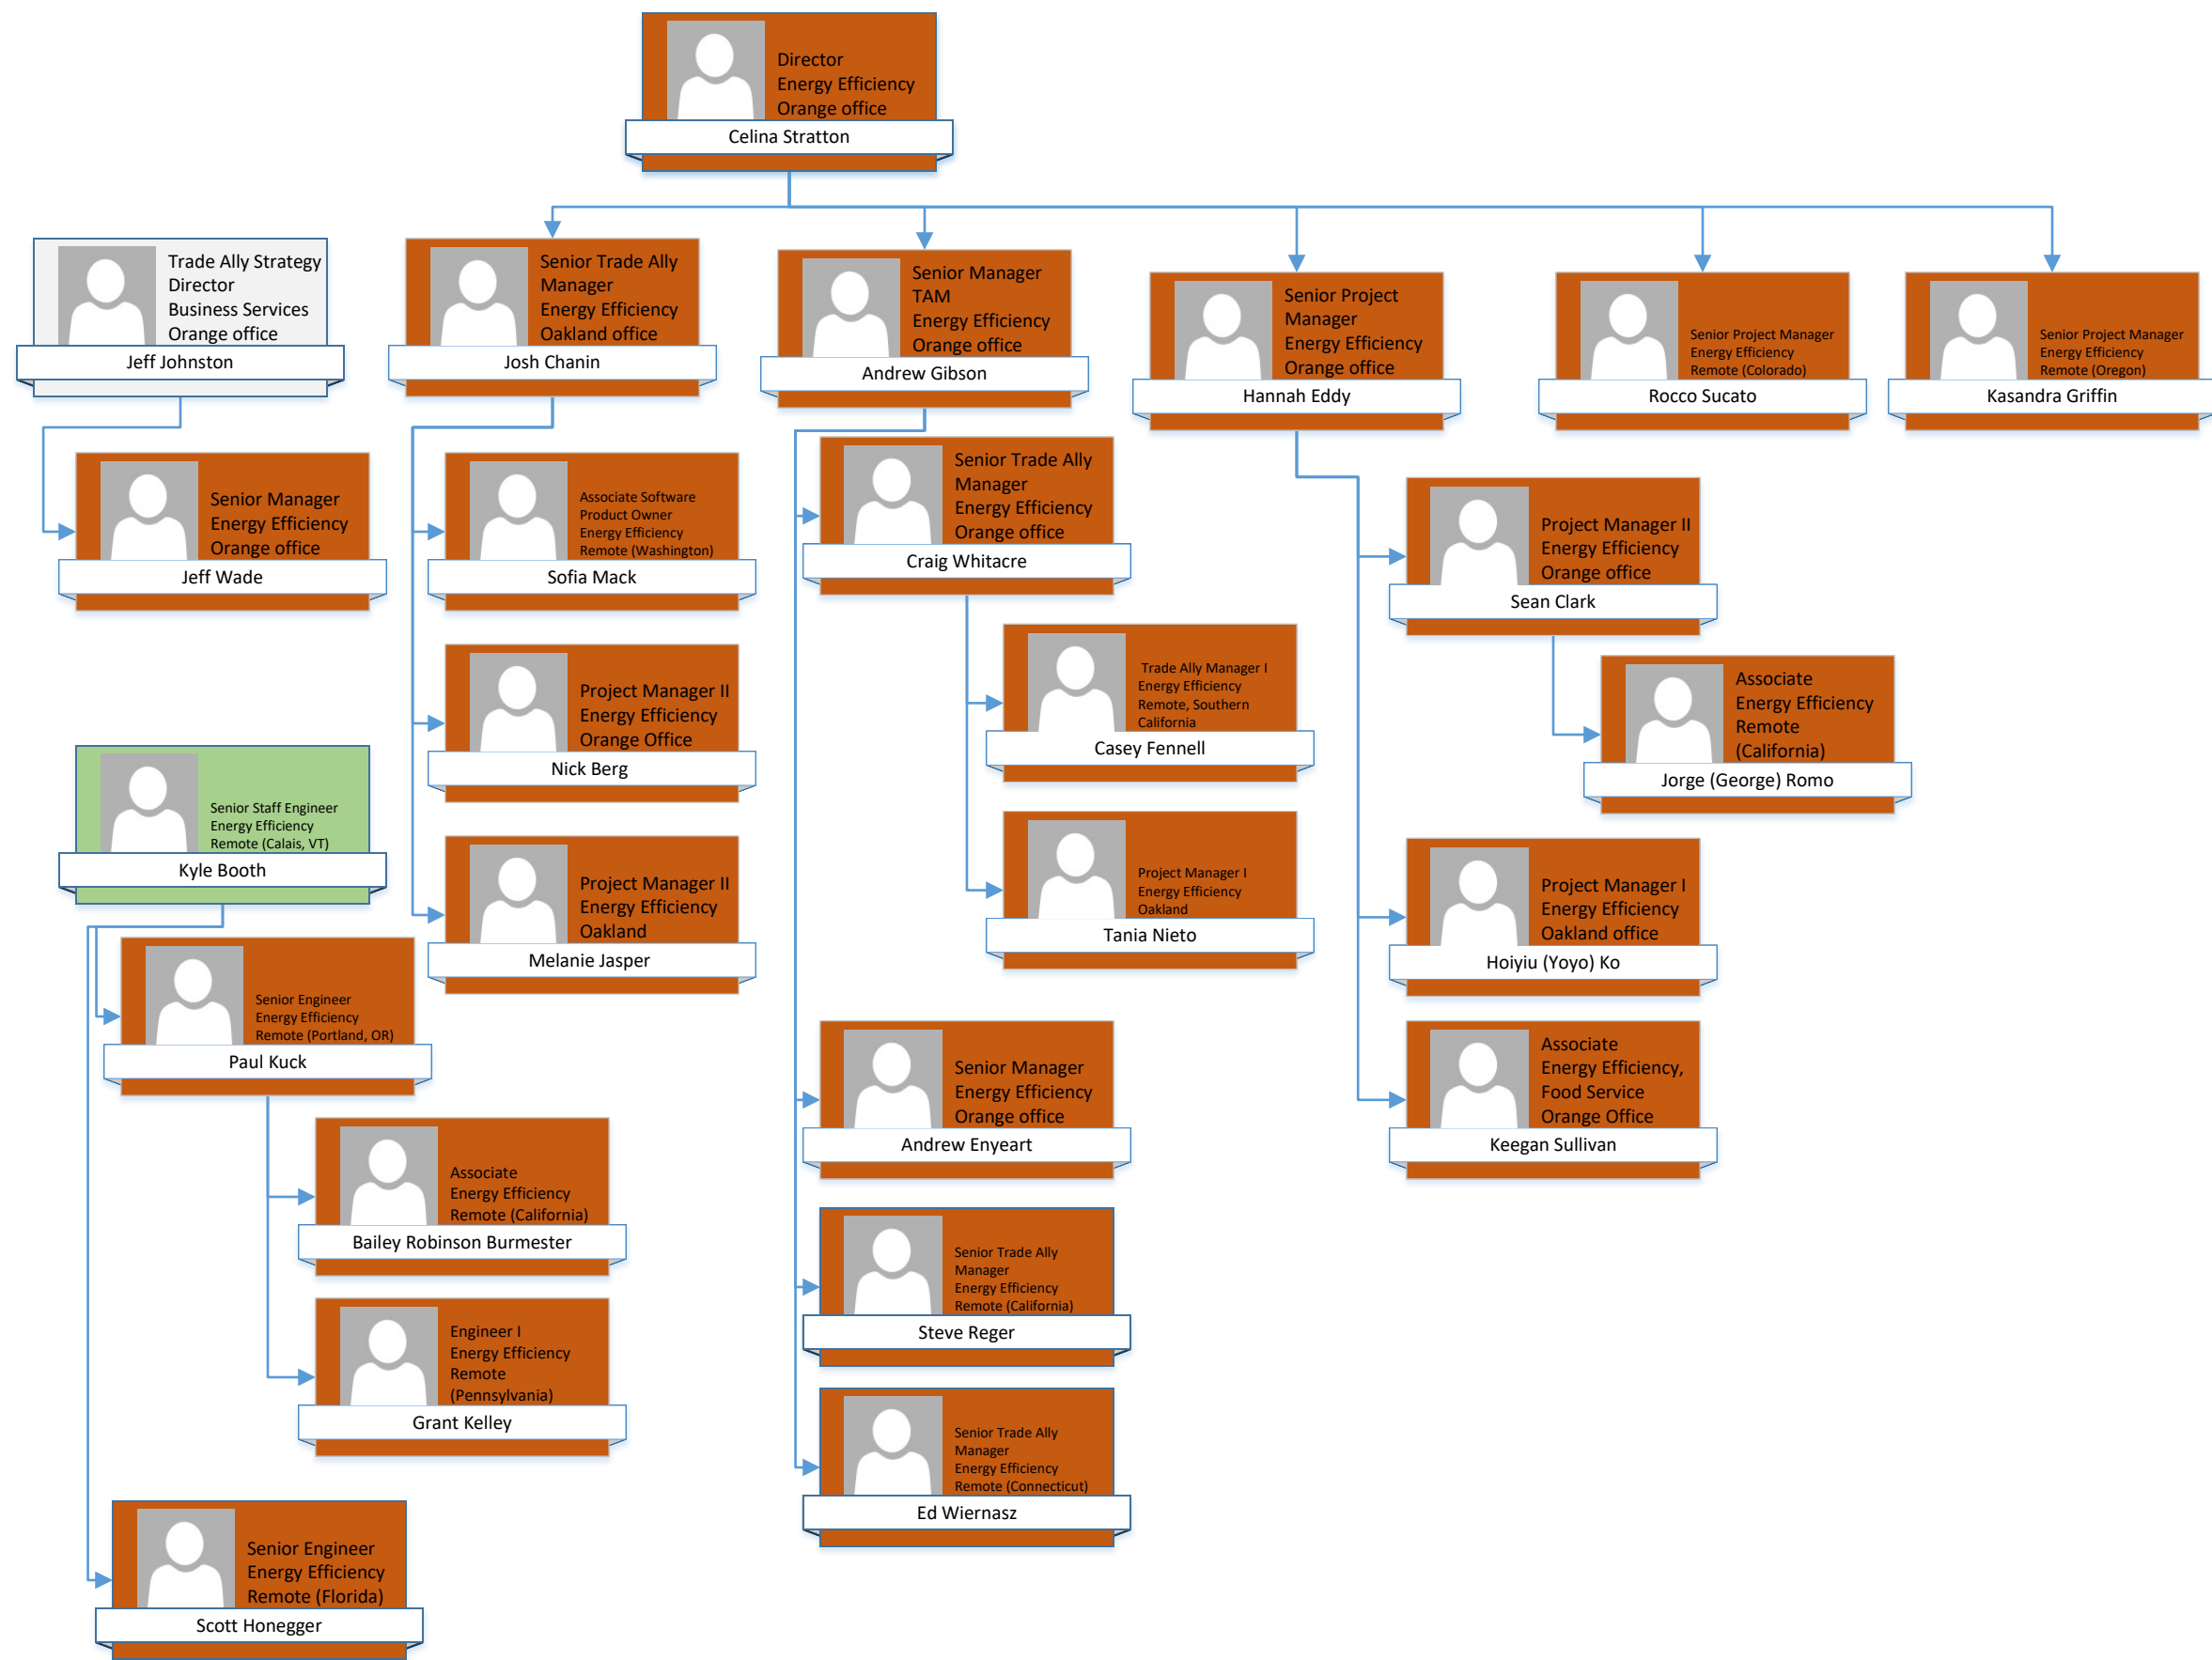 Director
Energy Efficiency
Orange office
Celina Stratton
Trade Ally Strategy
Director
Business Services
Orange office
Jeff Johnston
Senior Trade Ally
Manager
Energy Efficiency
Oakland office
Josh Chanin
Senior Manager
TAM
Energy Efficiency
Orange office
Andrew Gibson
Senior Project
Manager
Energy Efficiency
Orange office
Hannah Eddy
Senior Project Manager
Energy Efficiency
Remote (Colorado)
Rocco Sucato
Senior Project Manager
Energy Efficiency
Remote (Oregon)
Kasandra Griffin
Senior Manager
Energy Efficiency
Orange office
Jeff Wade
Associate Software
Product Owner
Energy Efficiency
Remote (Washington)
Sofia Mack
Senior Trade Ally
Manager
Energy Efficiency
Orange office
Craig Whitacre
Project Manager II
Energy Efficiency
Orange office
Sean Clark
Trade Ally Manager I
Energy Efficiency
Remote, Southern
California
Casey Fennell
Project Manager II
Energy Efficiency
Orange Office
Nick Berg
Associate
Energy Efficiency
Remote
(California)
Jorge (George) Romo
Senior Staff Engineer
Energy Efficiency
Remote (Calais, VT)
Kyle Booth
Project Manager II
Energy Efficiency
Oakland
Melanie Jasper
Project Manager I
Energy Efficiency
Oakland
Tania Nieto
Project Manager I
Energy Efficiency
Oakland office
Hoiyiu (Yoyo) Ko
Senior Engineer
Energy Efficiency
Remote (Portland, OR)
Paul Kuck
Senior Manager
Energy Efficiency
Orange office
Andrew Enyeart
Associate
Energy Efficiency,
Food Service
Orange Office
Keegan Sullivan
Associate
Energy Efficiency
Remote (California)
Bailey Robinson Burmester
Senior Trade Ally
Manager
Energy Efficiency
Remote (California)
Steve Reger
Engineer I
Energy Efficiency
Remote
(Pennsylvania)
Grant Kelley
Senior Trade Ally
Manager
Energy Efficiency
Remote (Connecticut)
Ed Wiernasz
Senior Engineer
Energy Efficiency
Remote (Florida)
Scott Honegger